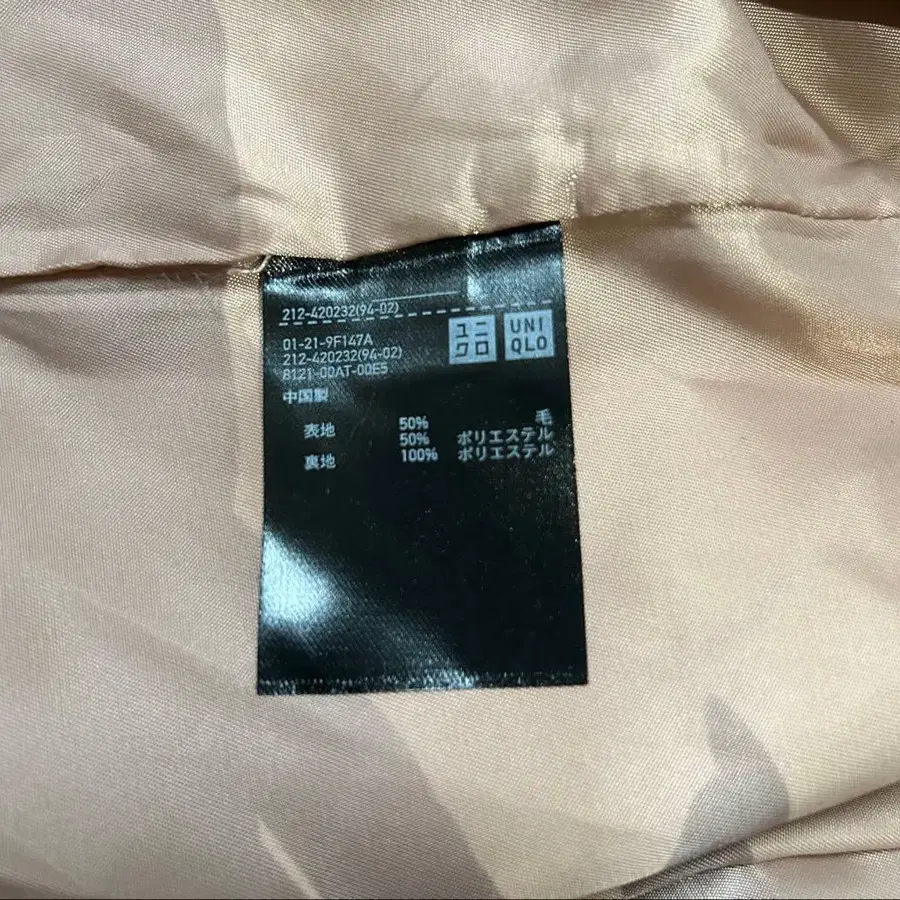 212-420232(94-02)
01-21-9F147A
212-420232(94-02)
8121-00AT-00E5
ユニ
クロ
UNI
QLO
中国製
表地 50% 毛
50% ポリエステル
裏地 100% ポリエステル